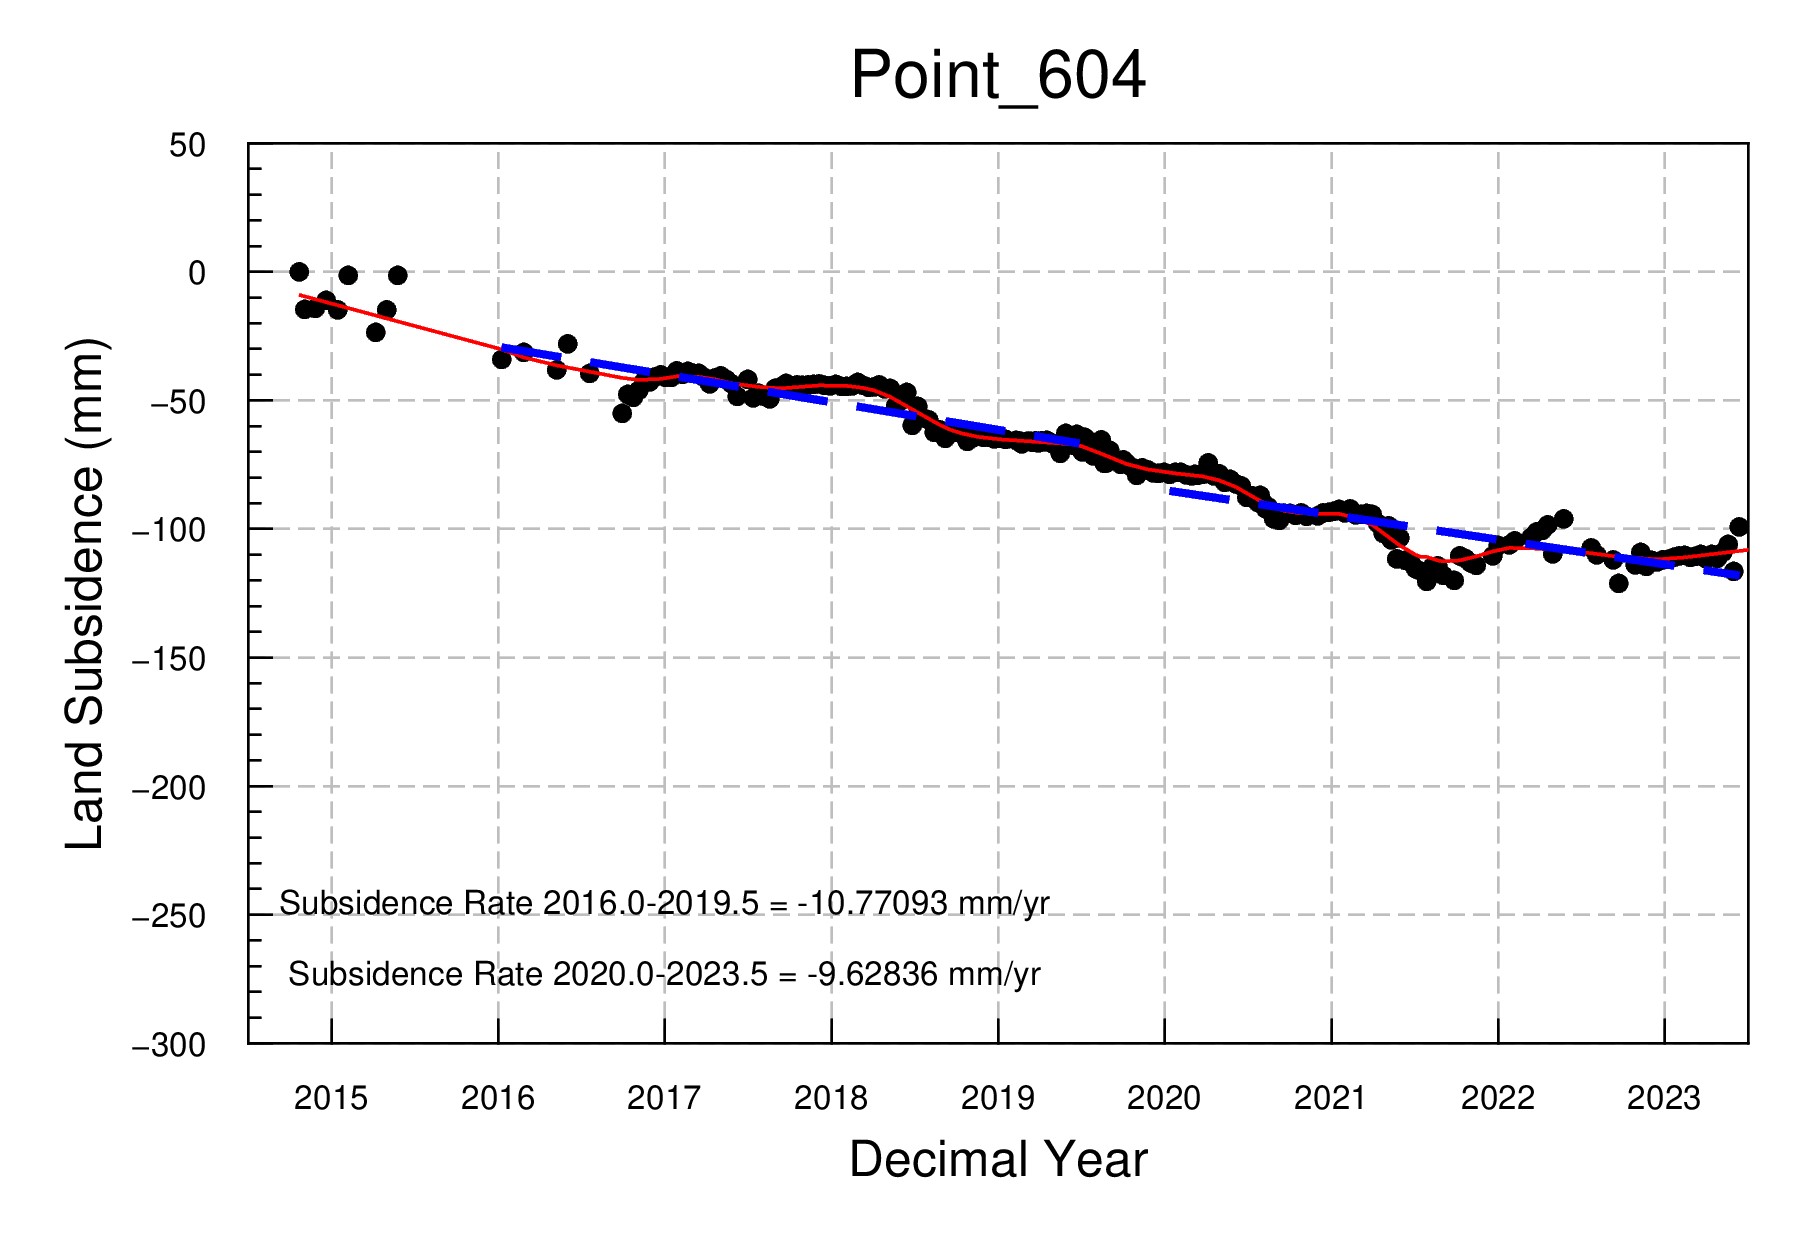 Point_604
50
0
−50
−100
−150
−200
−250
−300
Land Subsidence (mm)
Subsidence Rate 2016.0-2019.5 = -10.77093 mm/yr
Subsidence Rate 2020.0-2023.5 = -9.62836 mm/yr
2015 2016 2017 2018 2019 2020 2021 2022 2023
Decimal Year